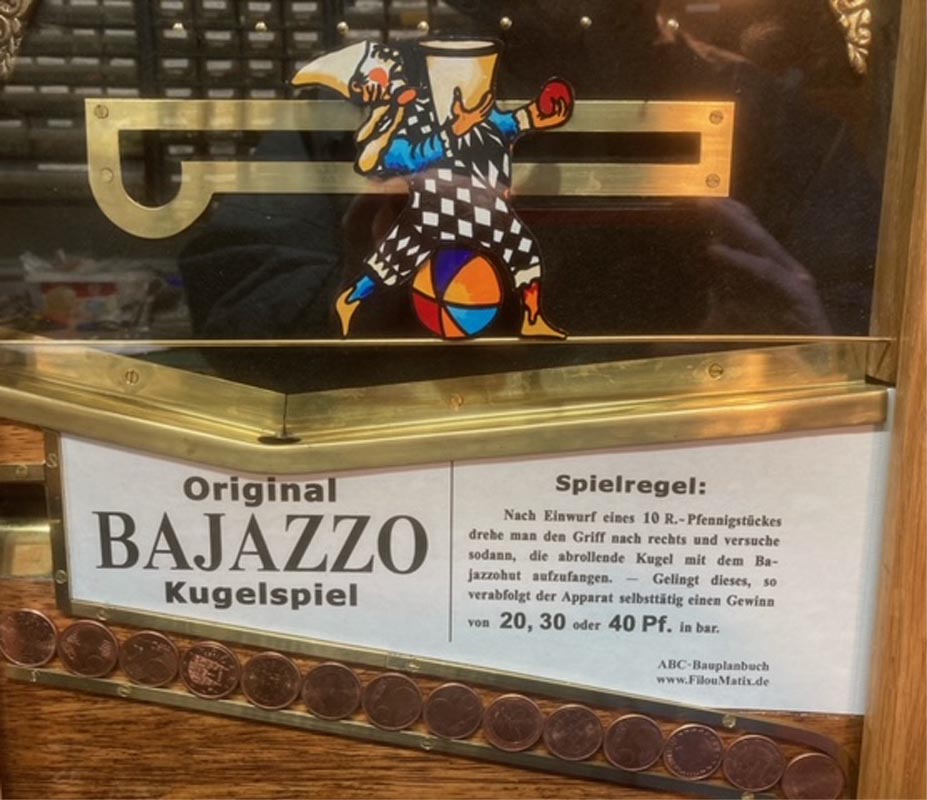 Original
BAJAZZO
Kugelspiel
Spielregel:
Nach Einwurf eines 10 R.-Pfennigstückes
drehe man den Griff nach rechts und versuche
sodann, die abrollende Kugel mit dem Ba-
jazzohut aufzufangen. — Gelingt dieses, so
verabfolgt der Apparat selbsttätig einen Gewinn
von 20, 30 oder 40 Pf. in bar.
ABC-Bauplanbuch
www.FilouMatix.de